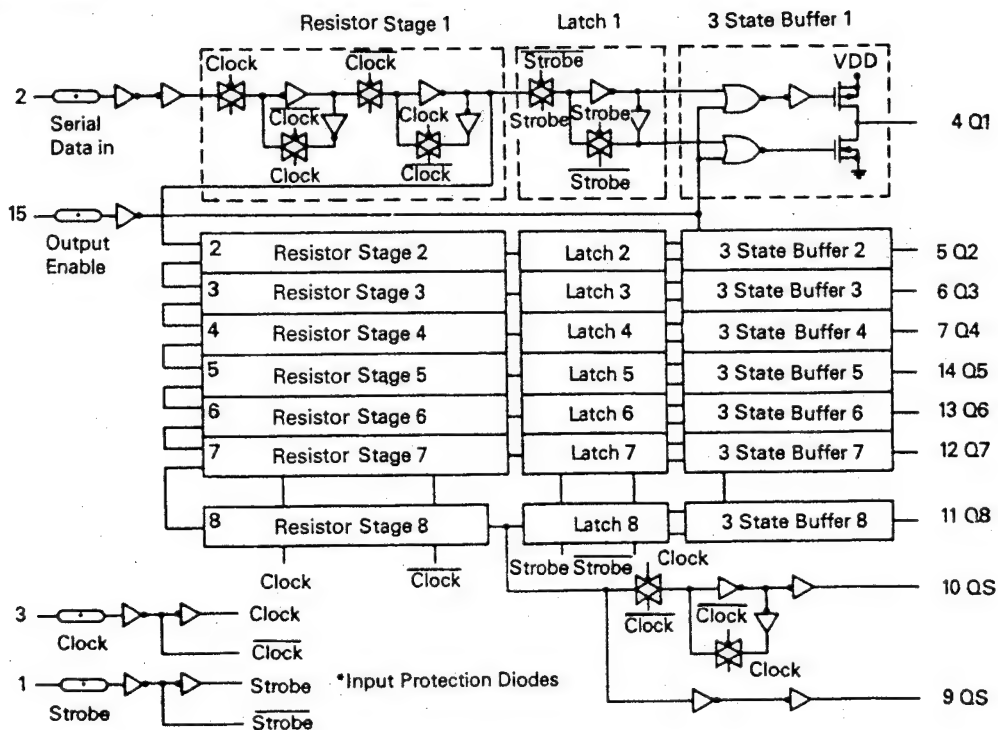 Resistor Stage 1
Latch 1
3 State Buffer 1
Clock
Clock
Strobe
VDD
2
Serial
Data in
Clock
Clock
Clock
Clock
Strobe
Strobe
Strobe
4 Q1
15
Output
Enable
2 Resistor Stage 2 Latch 2 3 State Buffer 2 5 Q2
3 Resistor Stage 3 Latch 3 3 State Buffer 3 6 Q3
4 Resistor Stage 4 Latch 4 3 State Buffer 4 7 Q4
5 Resistor Stage 5 Latch 5 3 State Buffer 5 14 Q5
6 Resistor Stage 6 Latch 6 3 State Buffer 6 13 Q6
7 Resistor Stage 7 Latch 7 3 State Buffer 7 12 Q7
8 Resistor Stage 8 Latch 8 3 State Buffer 8 11 Q8
Clock
Clock
Strobe Strobe
Clock
Clock
Clock
Clock
10 QS
3
Clock
Clock
Clock
1
Strobe
Strobe
Strobe
*Input Protection Diodes
9 QS